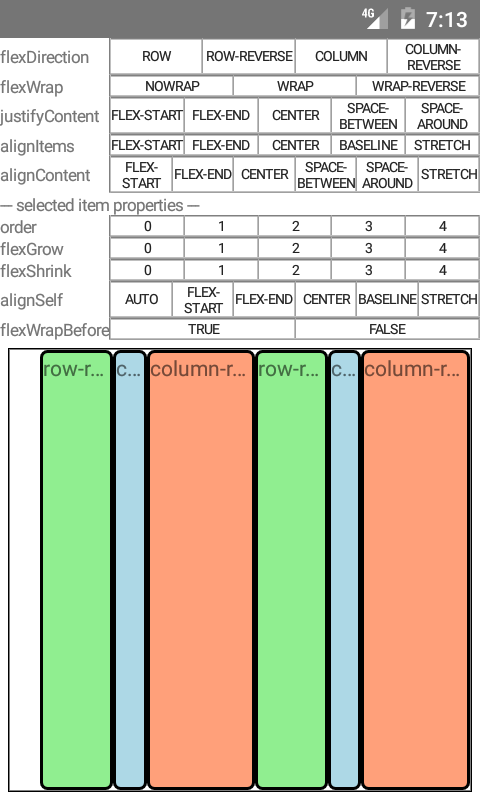 4G 7:13
flexDirection ROW ROW-REVERSE COLUMN COLUMN-
REVERSE
flexWrap NOWRAP WRAP WRAP-REVERSE
justifyContent FLEX-START FLEX-END CENTER SPACE-
BETWEEN SPACE-
AROUND
alignItems FLEX-START FLEX-END CENTER BASELINE STRETCH
alignContent FLEX-
START FLEX-END CENTER SPACE-
BETWEEN SPACE-
AROUND STRETCH
--- selected item properties ---
order 0 1 2 3 4
flexGrow 0 1 2 3 4
flexShrink 0 1 2 3 4
alignSelf AUTO FLEX-
START FLEX-END CENTER BASELINE STRETCH
flexWrapBefore TRUE FALSE
row-r... c... column-r... row-r... c... column-r...